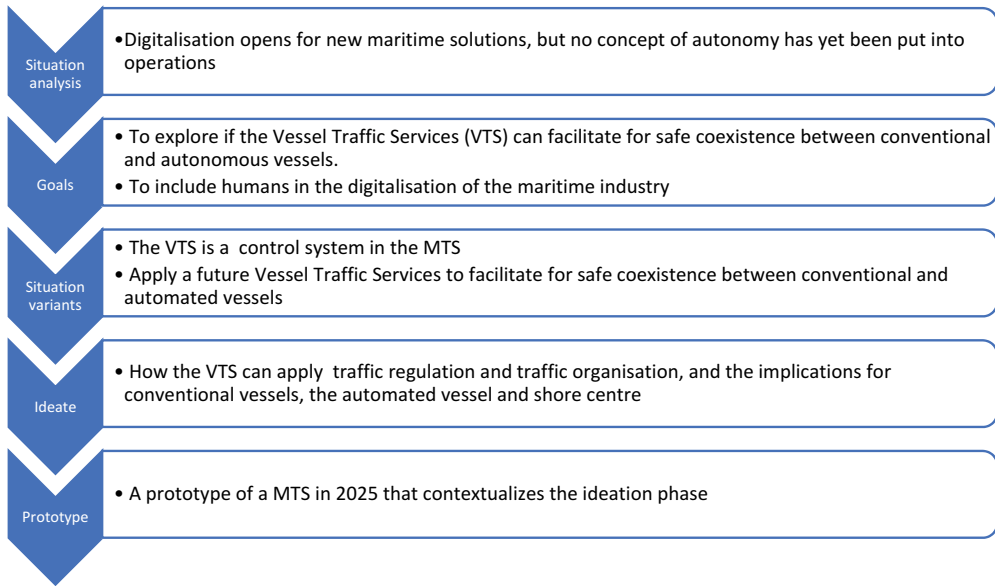 Situation
analysis
•Digitalisation opens for new maritime solutions, but no concept of autonomy has yet been put into
operations
Goals
• To explore if the Vessel Traffic Services (VTS) can facilitate for safe coexistence between conventional
and autonomous vessels.
• To include humans in the digitalisation of the maritime industry
Situation
variants
• The VTS is a control system in the MTS
• Apply a future Vessel Traffic Services to facilitate for safe coexistence between conventional and
automated vessels
Ideate
• How the VTS can apply traffic regulation and traffic organisation, and the implications for
conventional vessels, the automated vessel and shore centre
Prototype
• A prototype of a MTS in 2025 that contextualizes the ideation phase